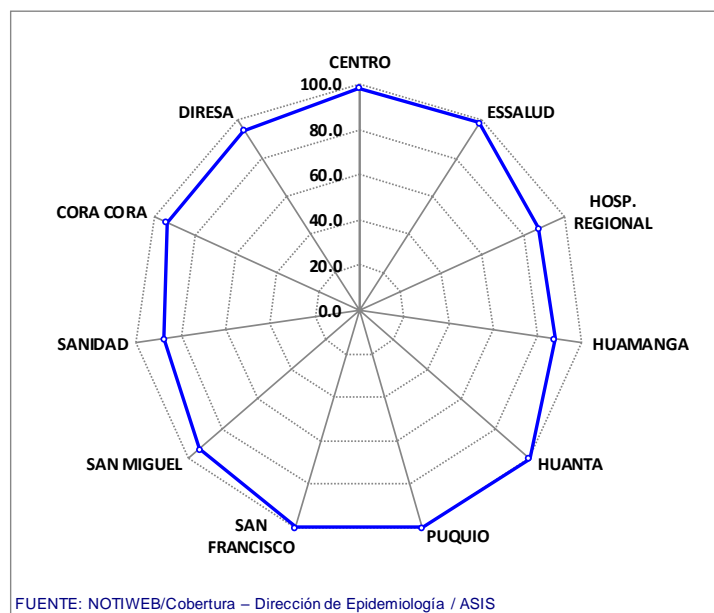 CENTRO
100.0
DIRESA
ESSALUD
80.0
60.0
HOSP.
REGIONAL
CORA CORA
40.0
20.0
0.0
SANIDAD
HUAMANGA
SAN MIGUEL
HUANTA
SAN
FRANCISCO
PUQUIO
FUENTE: NOTIWEB/Cobertura – Dirección de Epidemiología / ASIS